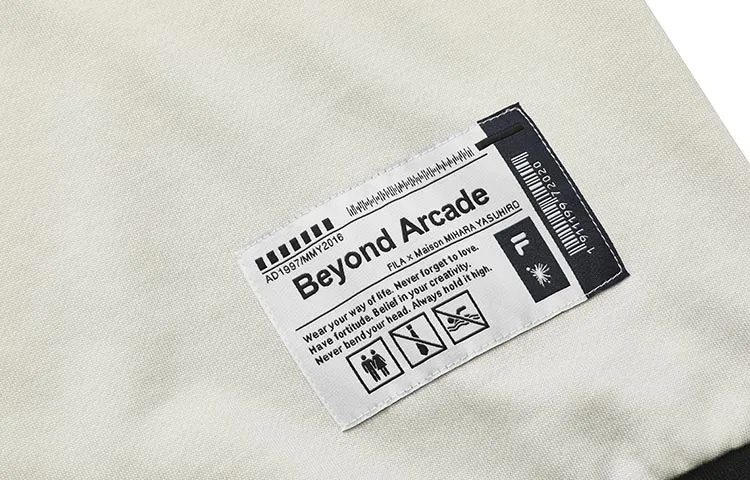 AD1997/MMY2016
Beyond Arcade
FILA x Maison MIHARA YASUHIRO
Wear your way of life. Never forget to love.
Have fortitude. Belief in your creativity.
Never bend your head. Always hold it high.
F
1911199972020